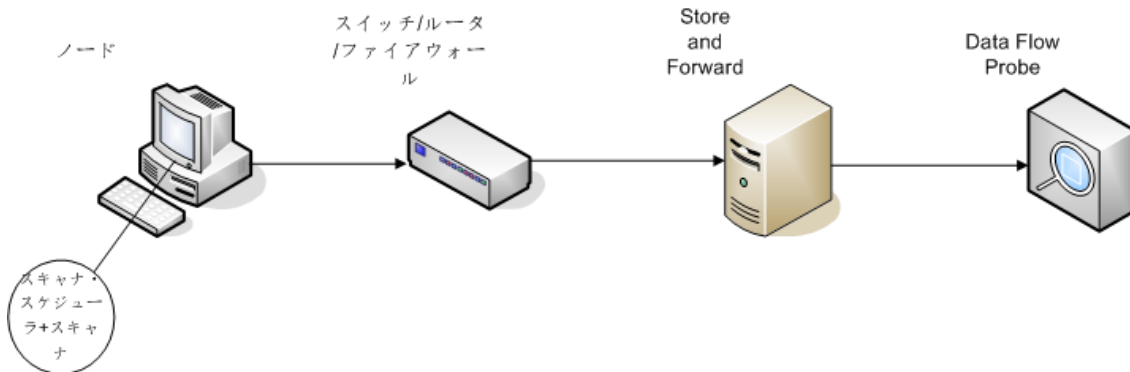 ノード
スイッチ/ルータ
/ファイアウォー
ル
Store
and
Forward
Data Flow
Probe
スキャナ・
スケジュー
ラ+スキャ
ナ